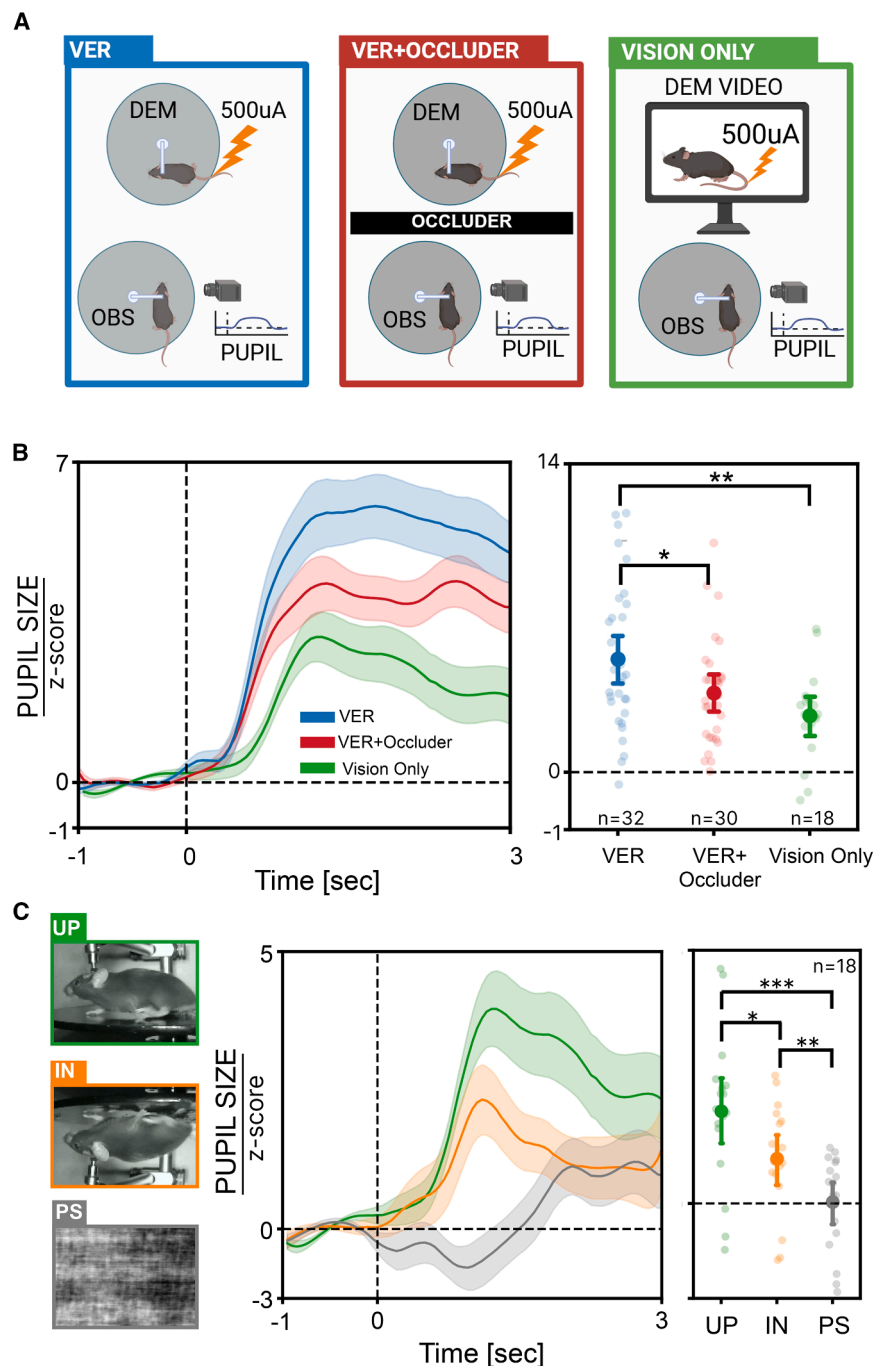 A
VER
VER+OCCLUDER
VISION ONLY
DEM
500uA
DEM
500uA
DEM VIDEO
500uA
OCCLUDER
OBS
PUPIL
OBS
PUPIL
OBS
PUPIL
B
7
0
-1
-1
0
3
PUPIL SIZE
z-score
Time [sec]
VER
VER+Occluder
Vision Only
14
0
-1
**
*
n=32
n=30
n=18
VER
VER+
Occluder
Vision Only
C
UP
IN
PS
5
0
-3
-1
0
3
PUPIL SIZE
z-score
Time [sec]
n=18
***
*
**
UP
IN
PS